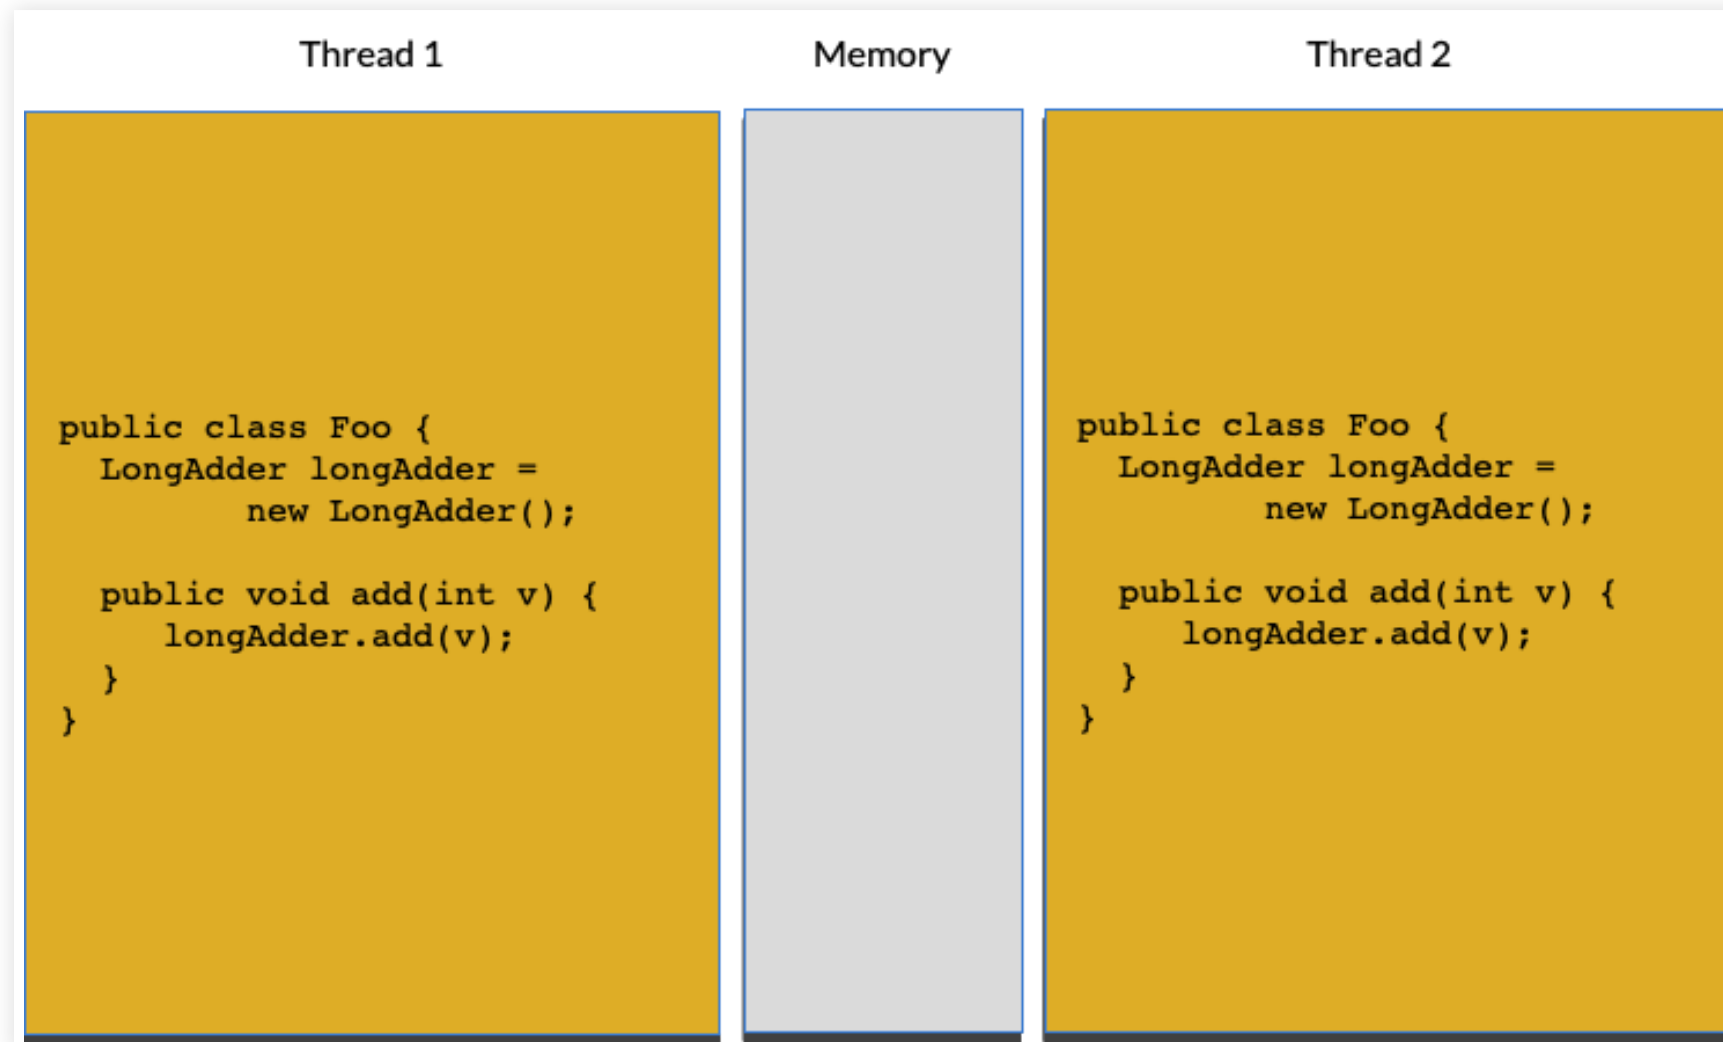 Thread 1
Memory
Thread 2
public class Foo {
  LongAdder longAdder =
         new LongAdder();

  public void add(int v) {
     longAdder.add(v);
  }
}
public class Foo {
  LongAdder longAdder =
         new LongAdder();

  public void add(int v) {
     longAdder.add(v);
  }
}